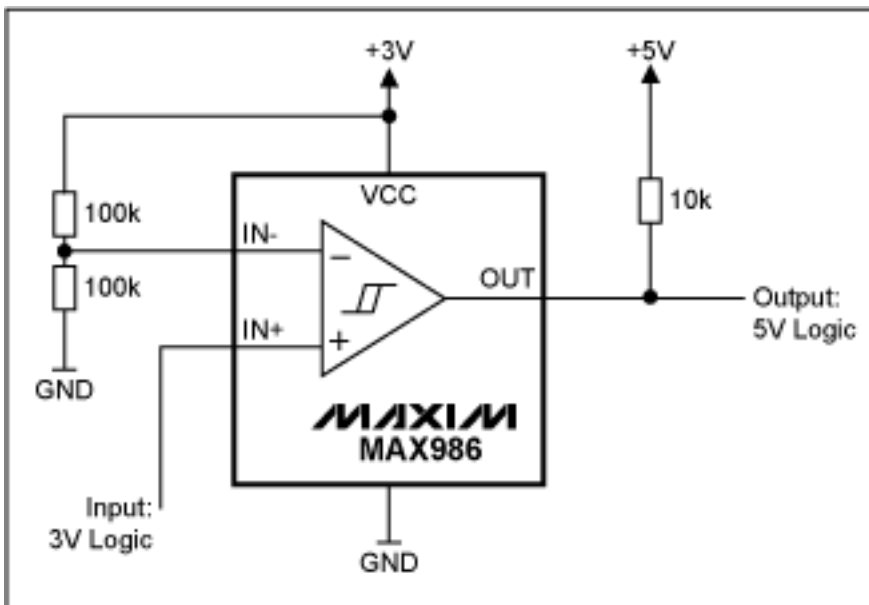 +3V
+5V
VCC
100k
10k
IN-
−
100k
OUT
Output:
5V Logic
IN+
+
GND
MAXIM
MAX986
Input:
3V Logic
GND